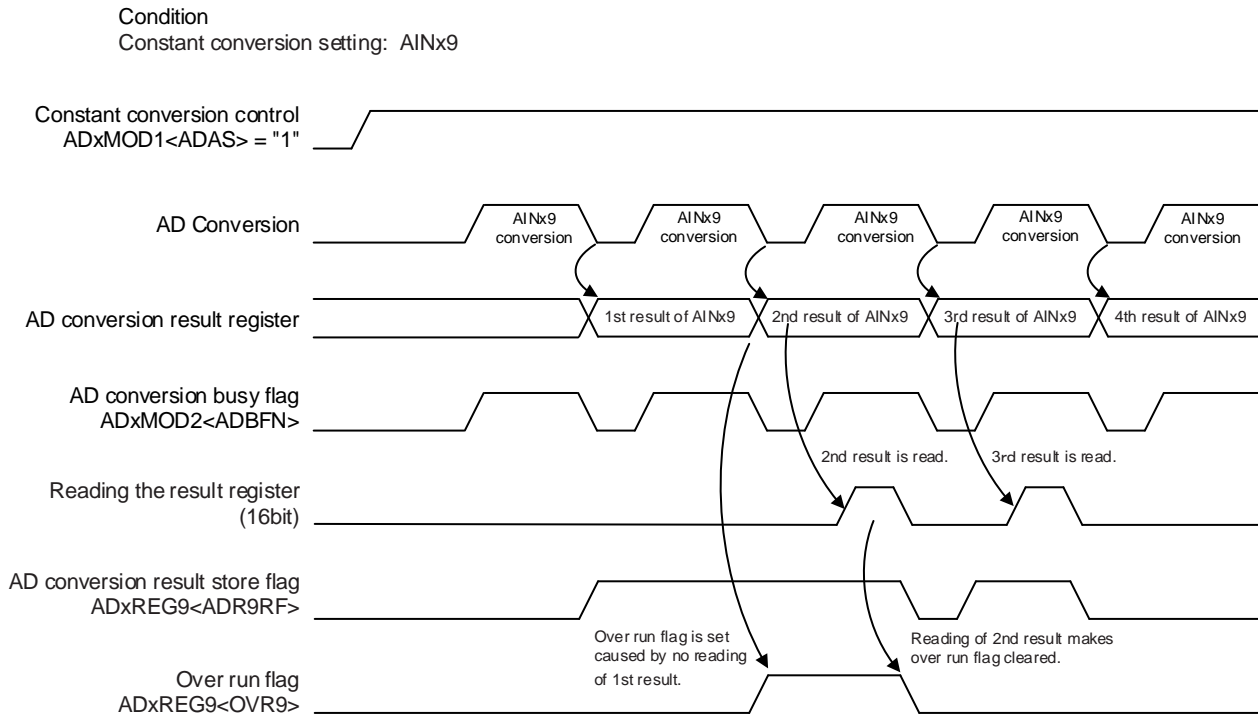 Condition
Constant conversion setting: AINx9
Constant conversion control
ADxMOD1<ADAS> = "1"
AD Conversion
AINx9
conversion
AINx9
conversion
AINx9
conversion
AINx9
conversion
AINx9
conversion
AD conversion result register
1st result of AINx9
2nd result of AINx9
3rd result of AINx9
4th result of AINx9
AD conversion busy flag
ADxMOD2<ADBFN>
2nd result is read.
3rd result is read.
Reading the result register
(16bit)
AD conversion result store flag
ADxREG9<ADR9RF>
Over run flag is set
caused by no reading
of 1st result.
Reading of 2nd result makes
over run flag cleared.
Over run flag
ADxREG9<OVR9>